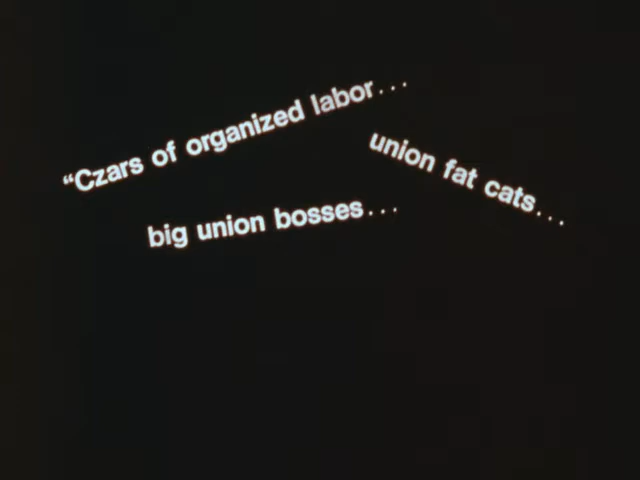 “Czars of organized labor...
union fat cats...
big union bosses...